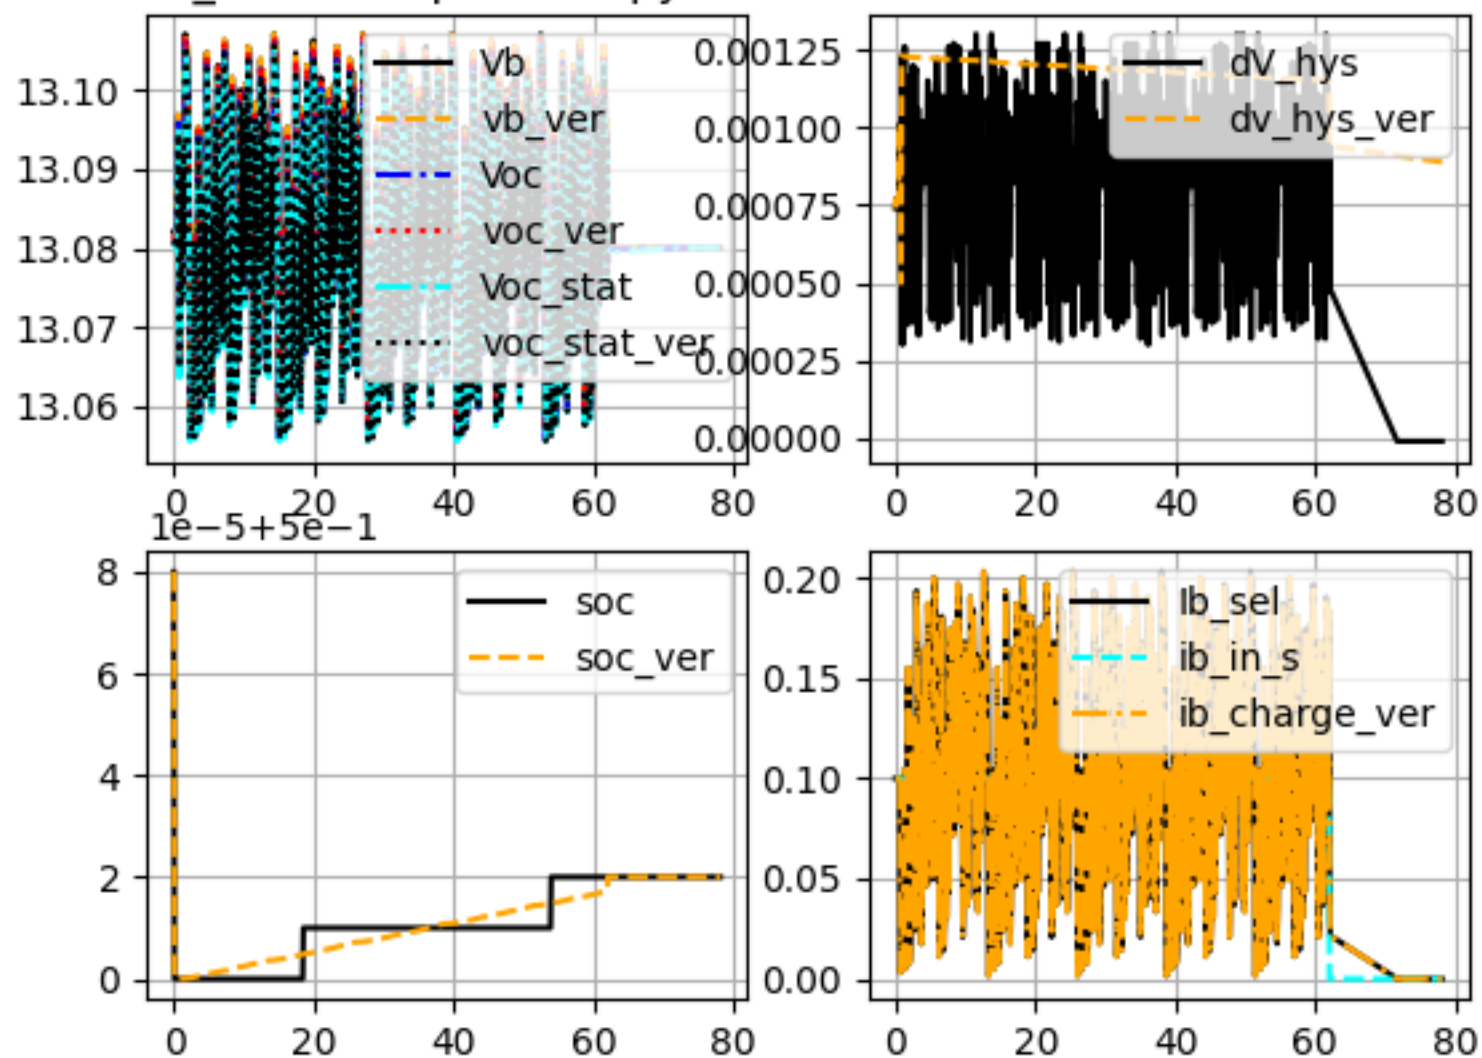 13.10
13.09
13.08
13.07
13.06
Vb
vb_ver
Voc
voc_ver
Voc_stat
voc_stat_ver
0 20 40 60 80
0.00125
0.00100
0.00075
0.00050
0.00025
0.00000
dV_hys
dv_hys_ver
0 20 40 60 80
1e−5+5e−1
8
6
4
2
0
soc
soc_ver
0 20 40 60 80
0.20
0.15
0.10
0.05
0.00
Ib_sel
ib_in_s
ib_charge_ver
0 20 40 60 80